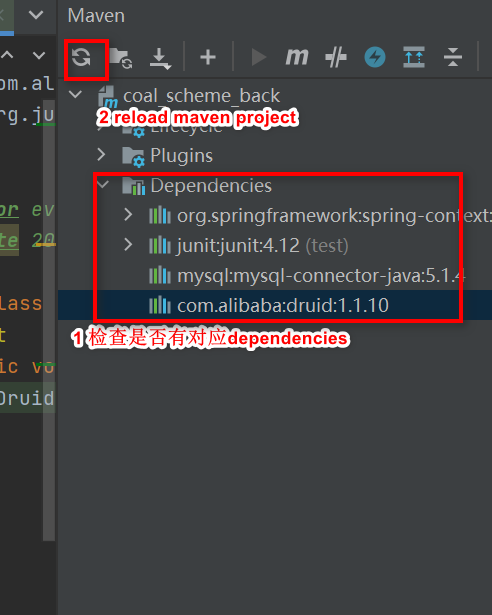 Maven
om.al
rg.ju
coal_scheme_back
2 reload maven project
Lifecycle
Plugins
Dependencies
or ev
org.springframework:spring-context:
te 20
junit:junit:4.12 (test)
mysql:mysql-connector-java:5.1.4
lass
com.alibaba:druid:1.1.10
t
1 检查是否有对应dependencies
ic vo
Druid